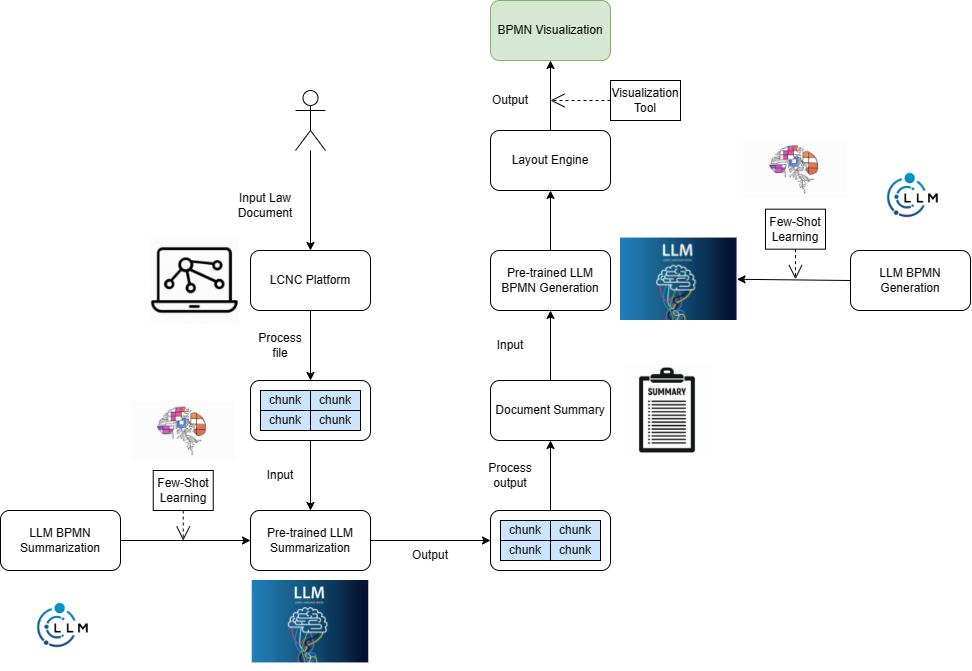 BPMN Visualization
Output
Visualization
Tool
Layout Engine
Input Law
Document
LLM
Few-Shot
Learning
LCNC Platform
Pre-trained LLM
BPMN Generation
LLM
LLM BPMN
Generation
Process
file
Input
chunk chunk
chunk chunk
Document Summary
SUMMARY
Input
Few-Shot
Learning
Process
output
LLM BPMN
Summarization
Pre-trained LLM
Summarization
Output
chunk chunk
chunk chunk
LLM
LLM